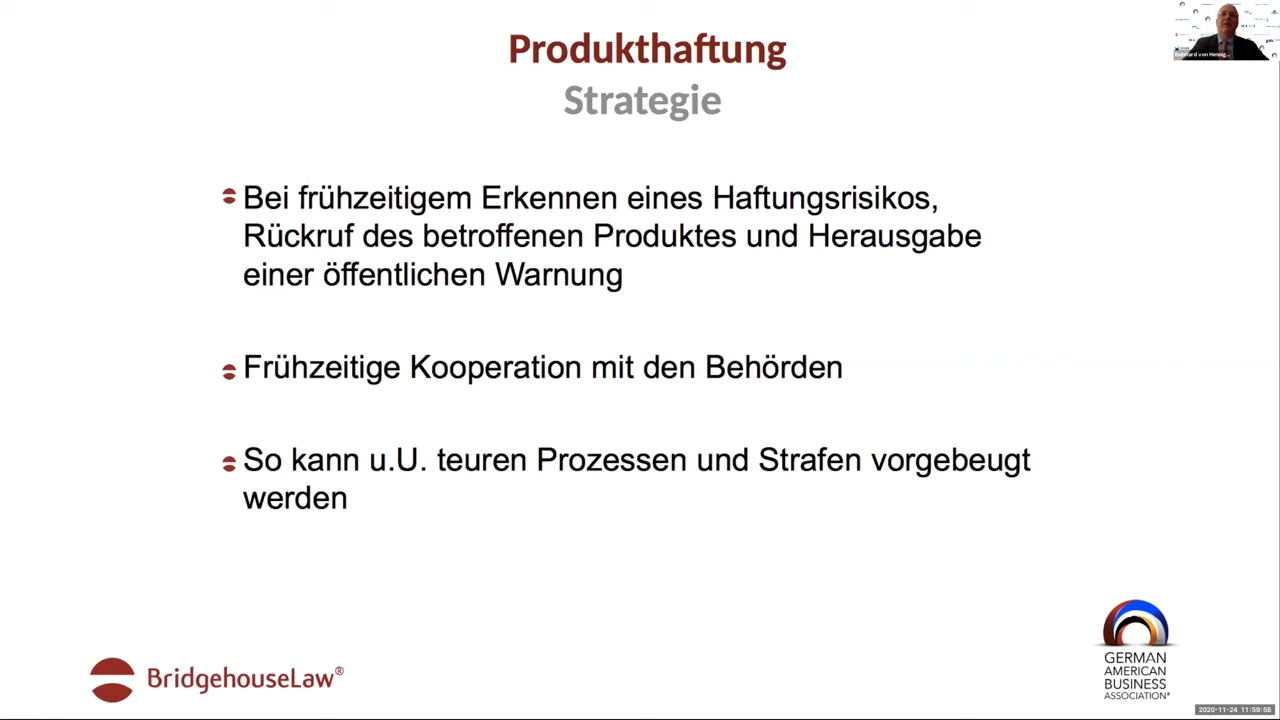 Produkthaftung
Strategie
Bei frühzeitigem Erkennen eines Haftungsrisikos,
Rückruf des betroffenen Produktes und Herausgabe
einer öffentlichen Warnung
Frühzeitige Kooperation mit den Behörden
So kann u.U. teuren Prozessen und Strafen vorgebeugt
werden
BridgehouseLaw®
GERMAN
AMERICAN
BUSINESS
ASSOCIATION®
2020-11-24 11:59:56